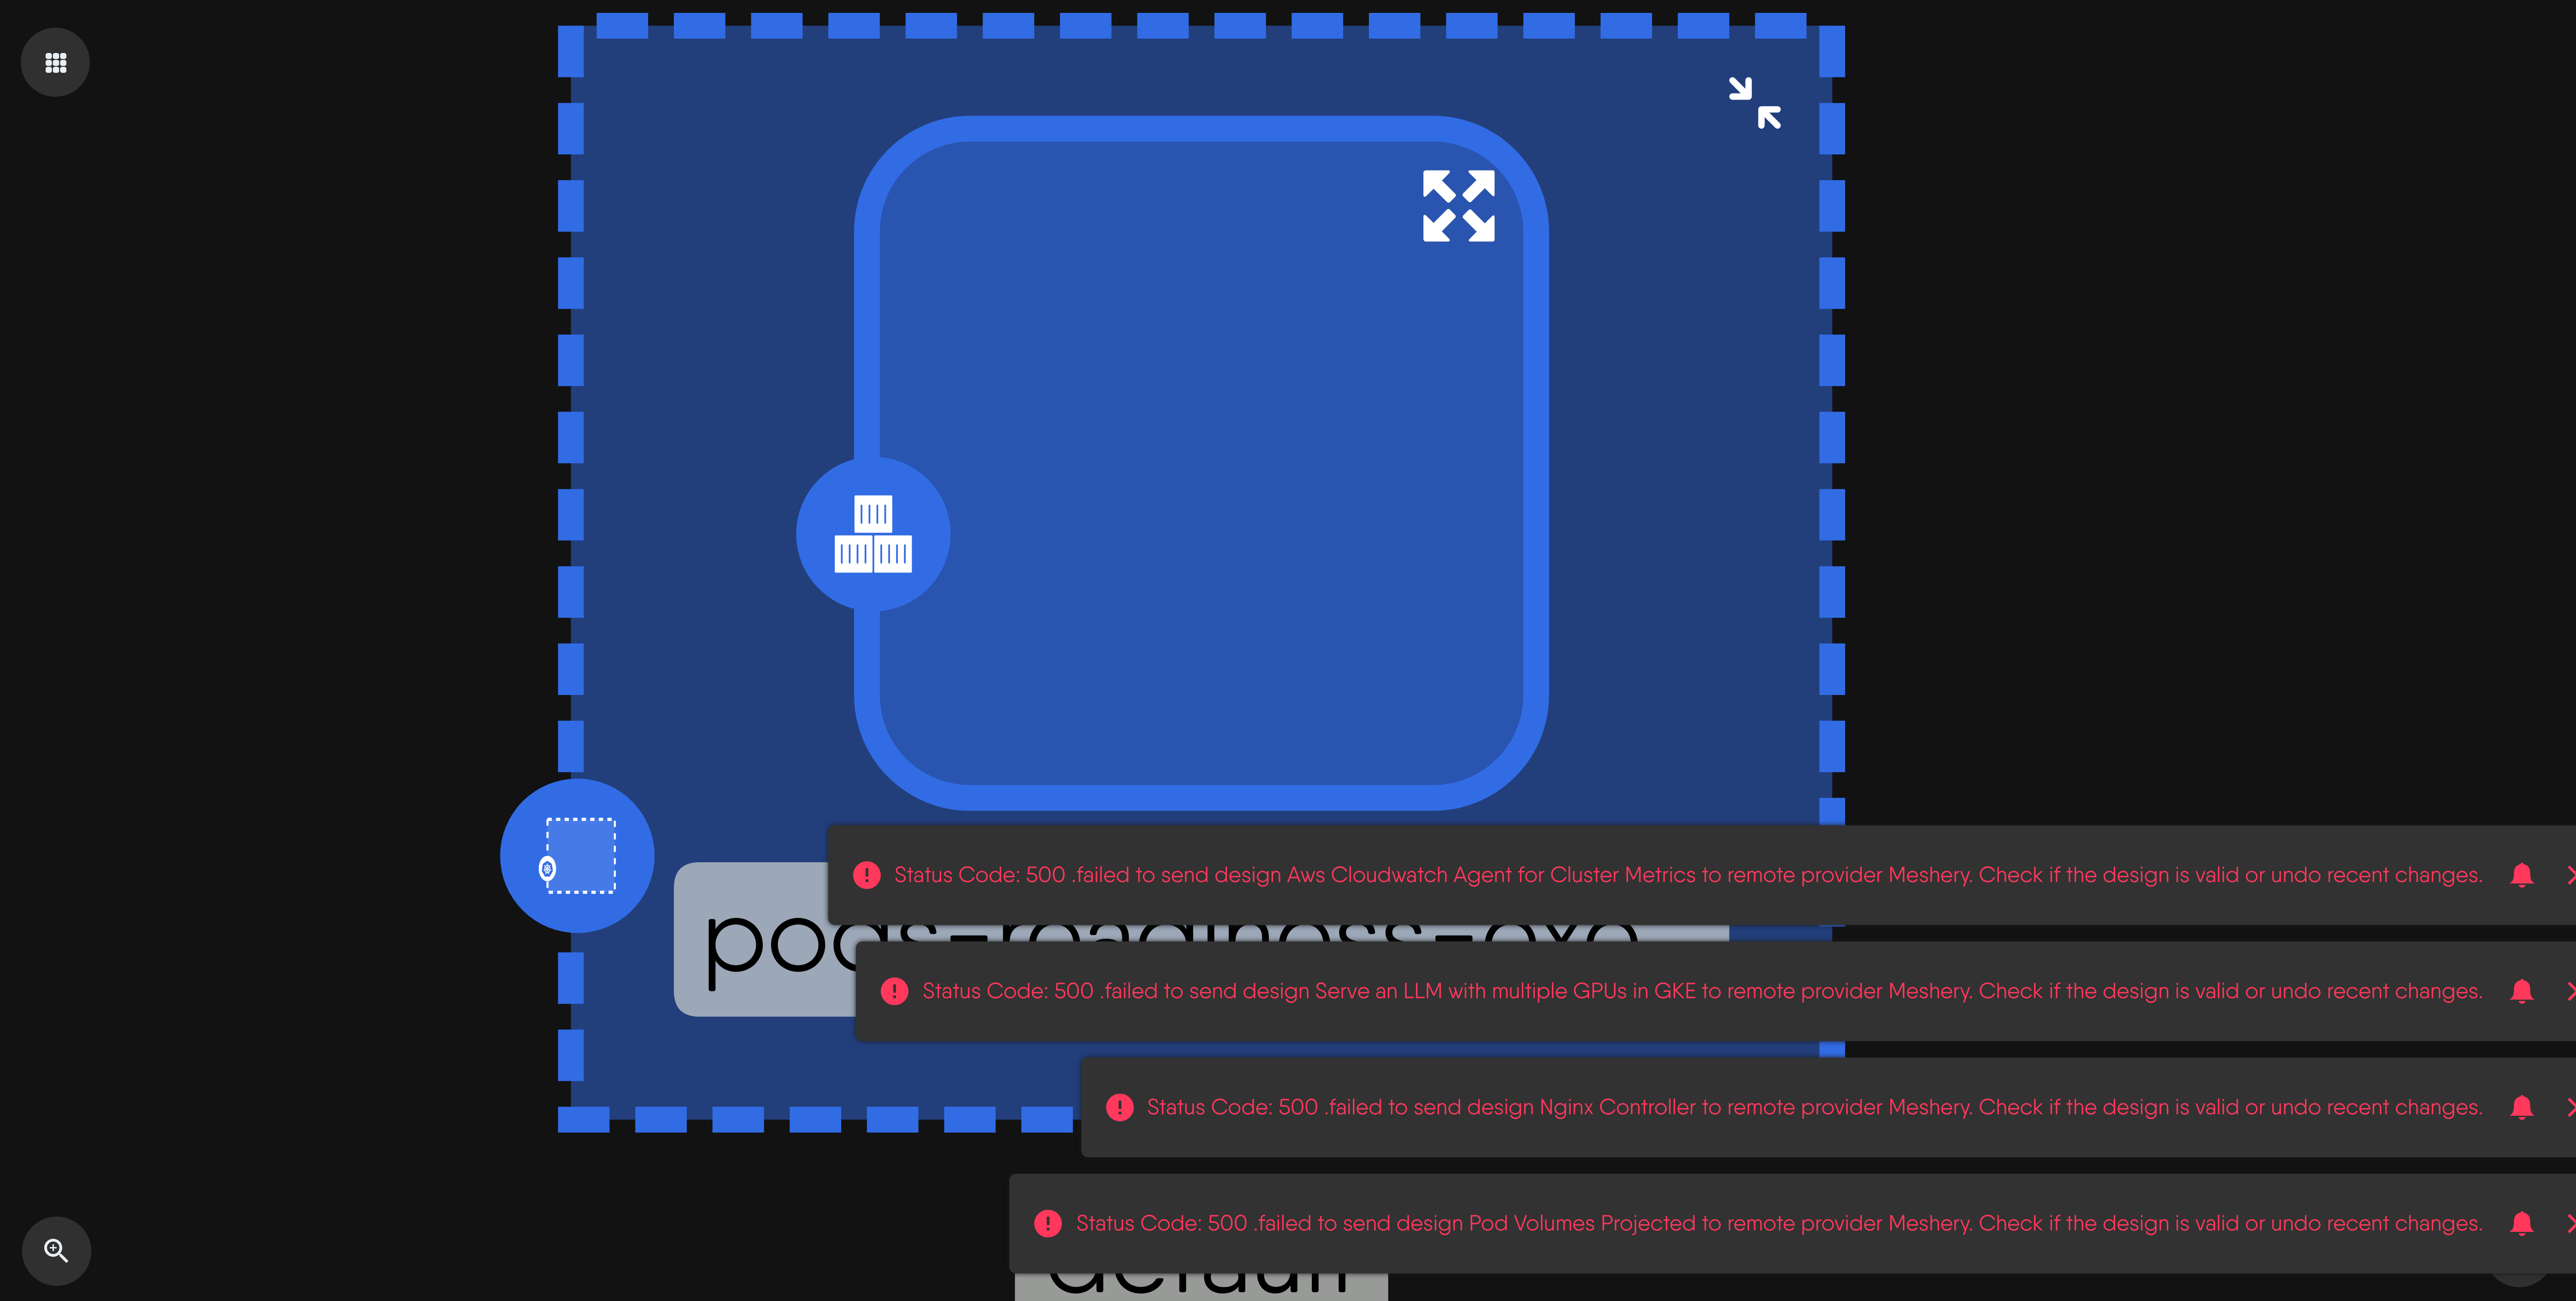 Status Code: 500 .failed to send design Aws Cloudwatch Agent for Cluster Metrics to remote provider Meshery. Check if the design is valid or undo recent changes.
Status Code: 500 .failed to send design Serve an LLM with multiple GPUs in GKE to remote provider Meshery. Check if the design is valid or undo recent changes.
Status Code: 500 .failed to send design Nginx Controller to remote provider Meshery. Check if the design is valid or undo recent changes.
Status Code: 500 .failed to send design Pod Volumes Projected to remote provider Meshery. Check if the design is valid or undo recent changes.
default